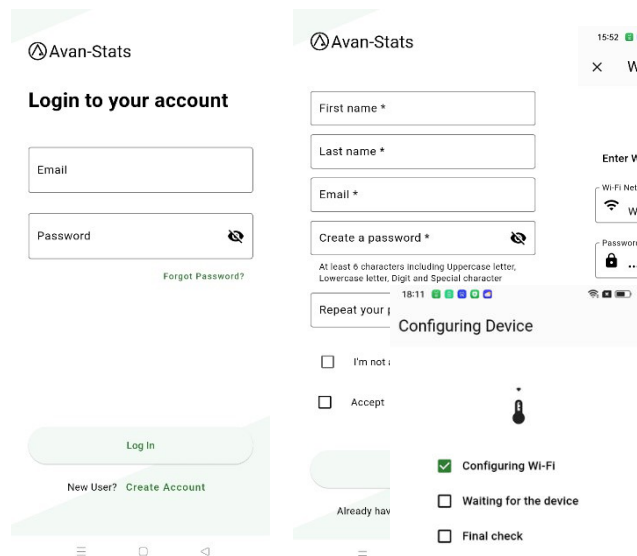 Avan-Stats
Login to your account
Email
Password
Forgot Password?
Log In
New User? Create Account
Avan-Stats
First name *
Last name *
Email *
Create a password *
At least 6 characters including Uppercase letter,
Lowercase letter, Digit and Special character
Repeat your
I'm not
Accept
Already
15:52
Enter
Wi-Fi
Password
18:11
Configuring Device
Configuring Wi-Fi
Waiting for the device
Final check